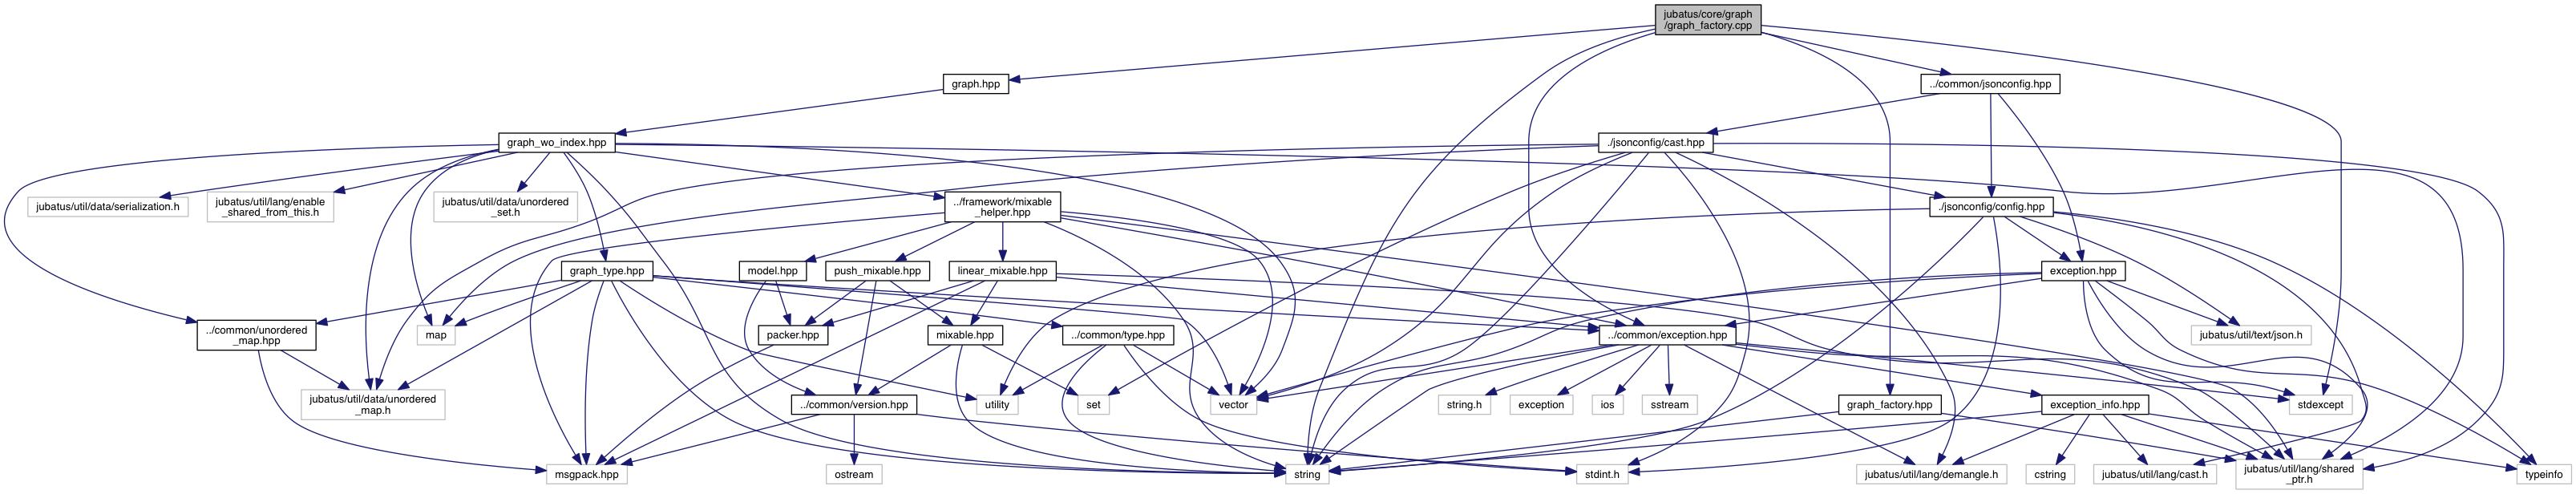 jubatus/core/graph
/graph_factory.cpp
graph.hpp
../common/jsonconfig.hpp
graph_wo_index.hpp
./jsonconfig/cast.hpp
jubatus/util/data/serialization.h
jubatus/util/lang/enable
_shared_from_this.h
jubatus/util/data/unordered
_set.h
../framework/mixable
_helper.hpp
./jsonconfig/config.hpp
graph_type.hpp
model.hpp
push_mixable.hpp
linear_mixable.hpp
exception.hpp
../common/unordered
_map.hpp
map
packer.hpp
mixable.hpp
../common/type.hpp
../common/exception.hpp
jubatus/util/text/json.h
jubatus/util/data/unordered
_map.h
../common/version.hpp
utility
set
vector
string.h
exception
ios
sstream
graph_factory.hpp
exception_info.hpp
stdexcept
msgpack.hpp
ostream
string
stdint.h
jubatus/util/lang/demangle.h
cstring
jubatus/util/lang/cast.h
jubatus/util/lang/shared
_ptr.h
typeinfo